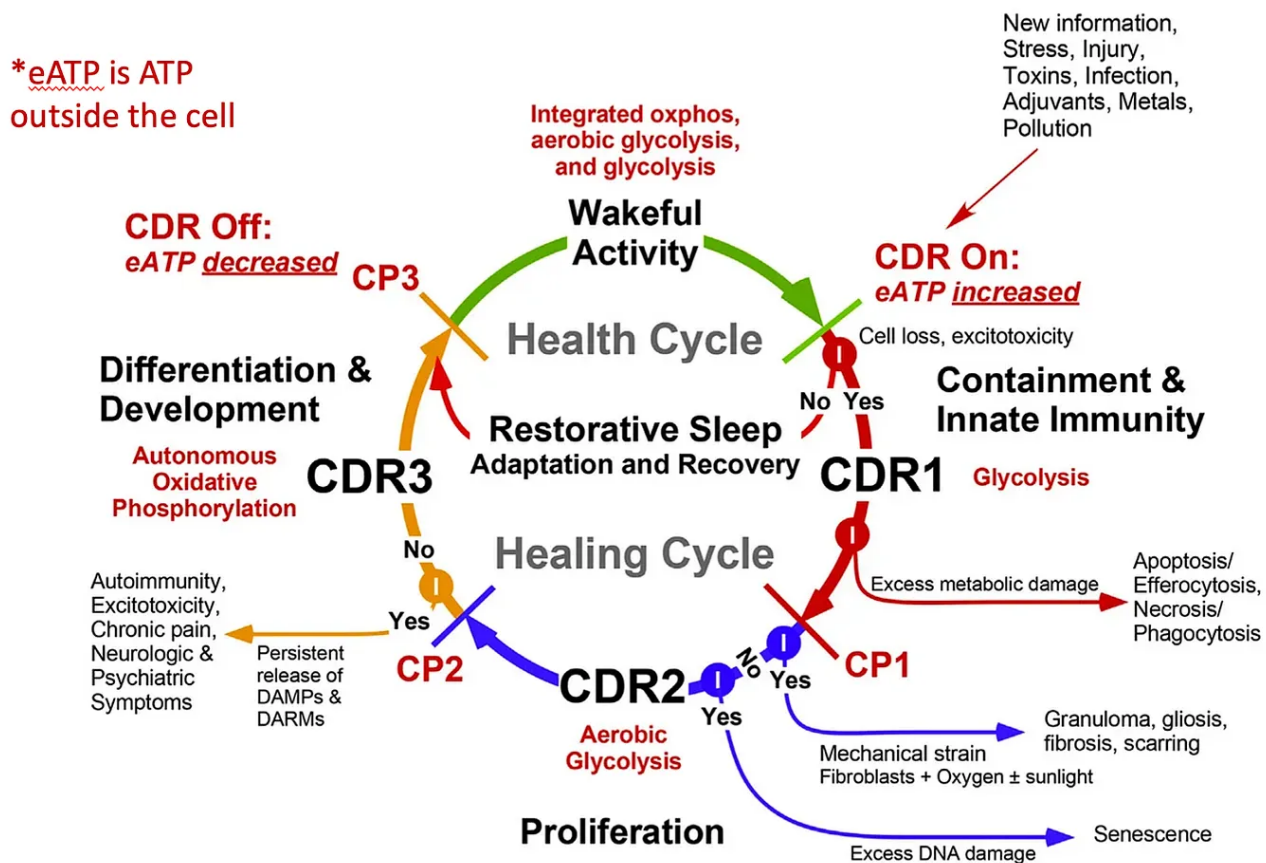 *eATP is ATP
outside the cell
New information,
Stress, Injury,
Toxins, Infection,
Adjuvants, Metals,
Pollution
Integrated oxphos,
aerobic glycolysis,
and glycolysis
Wakeful
Activity
CDR Off:
eATP decreased
CP3
CDR On:
eATP increased
Health Cycle
Cell loss, excitotoxicity
No Yes
Differentiation &
Development
Containment &
Innate Immunity
Restorative Sleep
Adaptation and Recovery
Autonomous
Oxidative
Phosphorylation
CDR3
CDR1
Glycolysis
Healing Cycle
No
Yes
Autoimmunity,
Excitotoxicity,
Chronic pain,
Neurologic &
Psychiatric
Symptoms
Persistent
release of
DAMPs &
DARMs
CP2
Excess metabolic damage
Apoptosis/
Efferocytosis,
Necrosis/
Phagocytosis
CP1
CDR2
No
Yes
Yes
Aerobic
Glycolysis
Mechanical strain
Fibroblasts + Oxygen ± sunlight
Granuloma, gliosis,
fibrosis, scarring
Proliferation
Excess DNA damage
Senescence